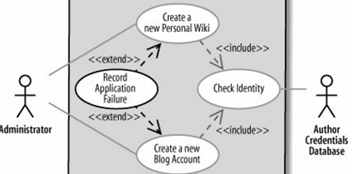 Create a
new Personal Wiki
<<extend>>
<<include>>
Record
Application
Failure
Check Identity
<<extend>>
<<include>>
Administrator
Author
Credentials
Database
Create a new
Blog Account